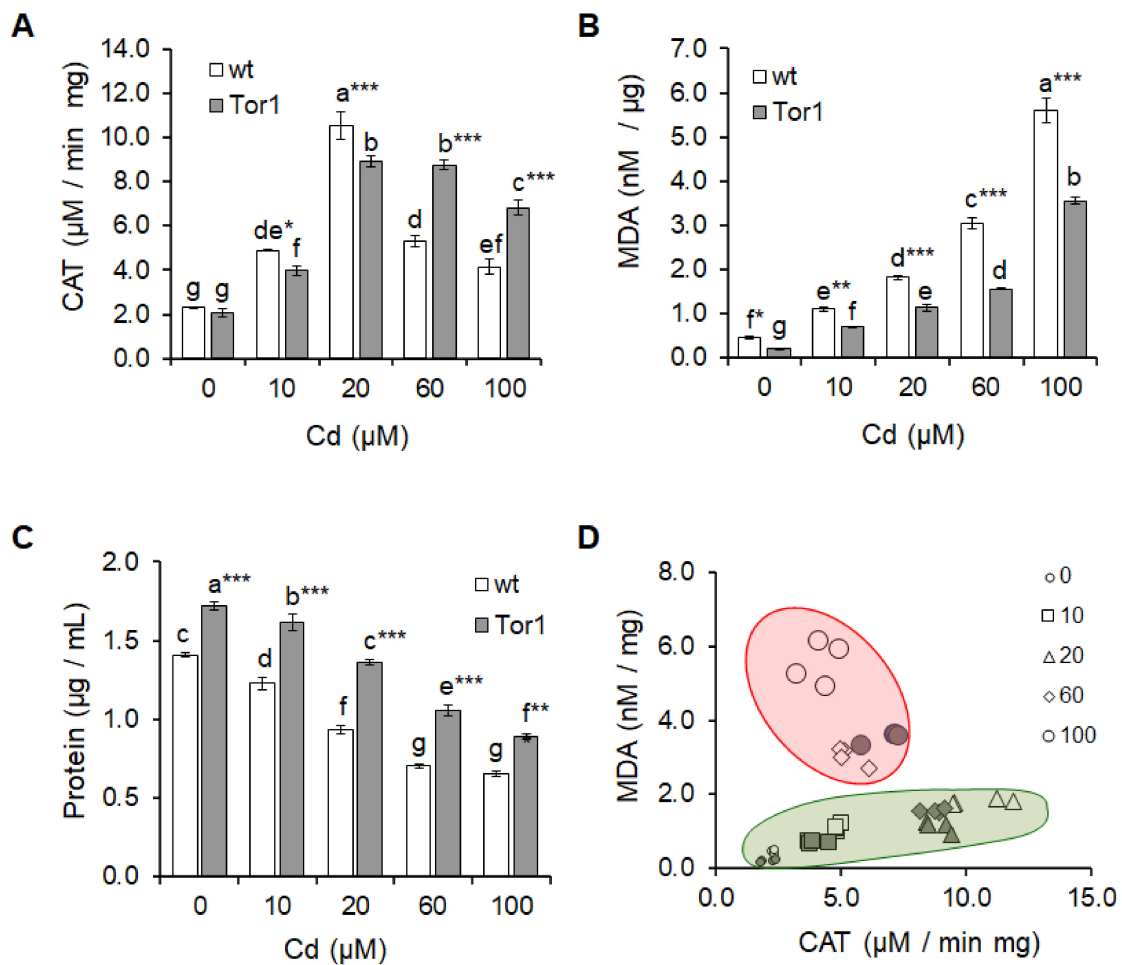 A
CAT (µM / min mg)
14.0
12.0
10.0
8.0
6.0
4.0
2.0
0.0
wt
Tor1
g g de* f a*** b d b*** ef c***
0 10 20 60 100
Cd (µM)
B
MDA (nM / µg)
7.0
6.0
5.0
4.0
3.0
2.0
1.0
0.0
wt
Tor1
f* g e** f d*** e c*** d a*** b
0 10 20 60 100
Cd (µM)
C
Protein (µg / mL)
2.0
1.5
1.0
0.5
0.0
wt
Tor1
c a*** d b*** f c*** g e*** g f**
0 10 20 60 100
Cd (µM)
D
MDA (nM / mg)
8.0
6.0
4.0
2.0
0.0
0
10
20
60
100
0.0 5.0 10.0 15.0
CAT (µM / min mg)